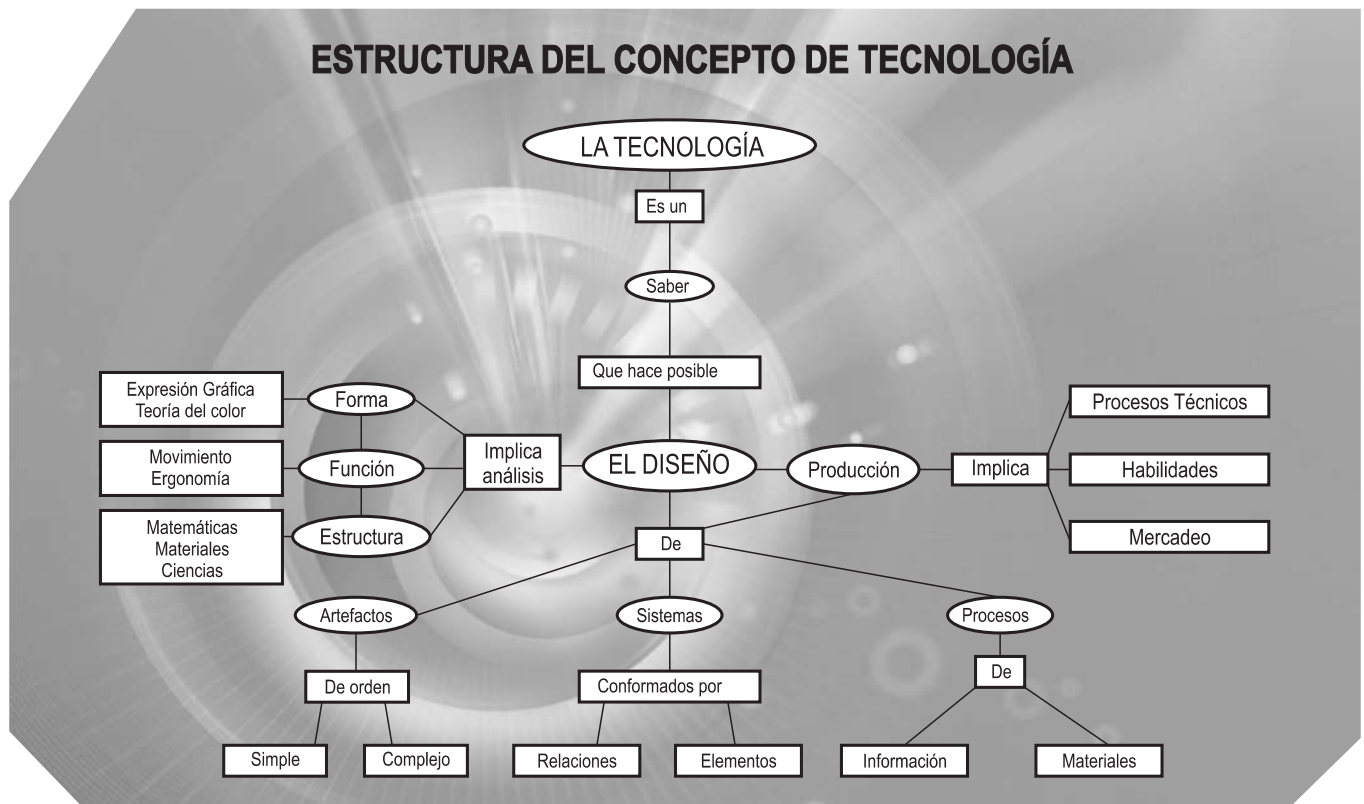 ESTRUCTURA DEL CONCEPTO DE TECNOLOGÍA
LA TECNOLOGÍA
Es un
Saber
Que hace posible
EL DISEÑO
Implica
análisis
Forma
Expresión Gráfica
Teoría del color
Función
Movimiento
Ergonomía
Estructura
Matemáticas
Materiales
Ciencias
Producción
Implica
Procesos Técnicos
Habilidades
Mercadeo
De
Artefactos
De orden
Simple
Complejo
Sistemas
Conformados por
Relaciones
Elementos
Procesos
De
Información
Materiales